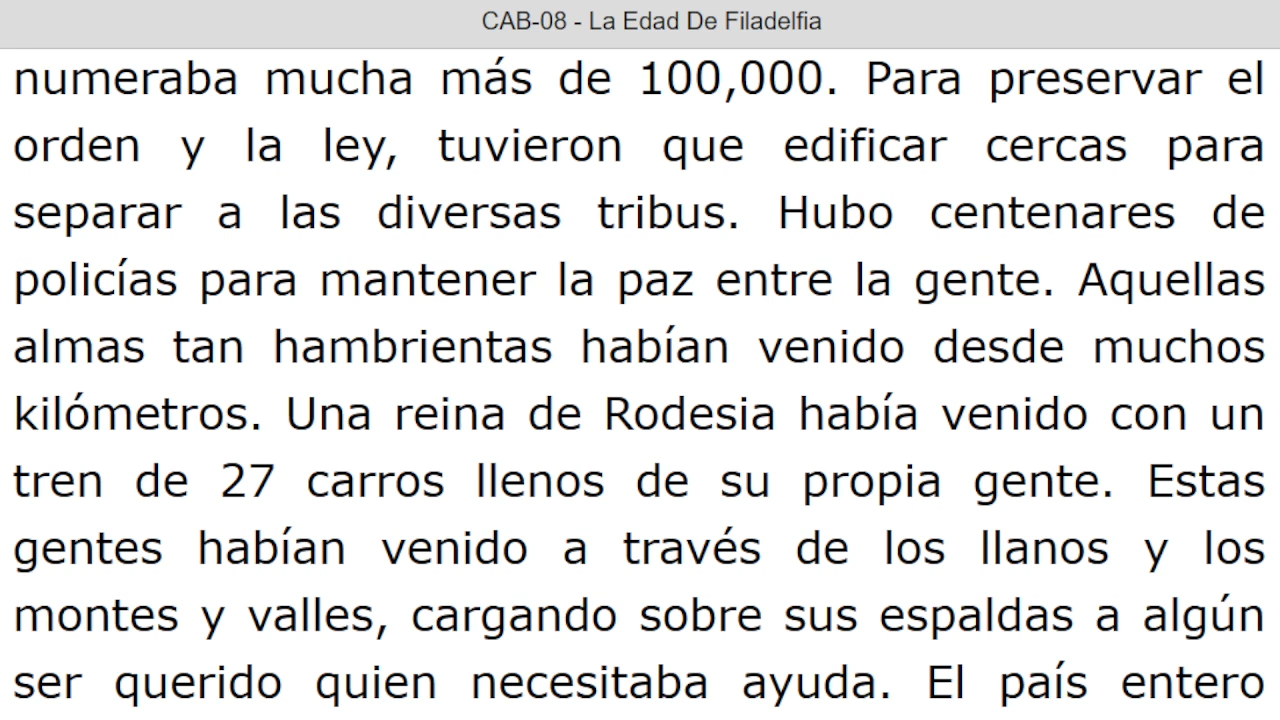 CAB-08 - La Edad De Filadelfia
numeraba mucha más de 100,000. Para preservar el
orden y la ley, tuvieron que edificar cercas para
separar a las diversas tribus. Hubo centenares de
policías para mantener la paz entre la gente. Aquellas
almas tan hambrientas habían venido desde muchos
kilómetros. Una reina de Rodesia había venido con un
tren de 27 carros llenos de su propia gente. Estas
gentes habían venido a través de los llanos y los
montes y valles, cargando sobre sus espaldas a algún
ser querido quien necesitaba ayuda. El país entero